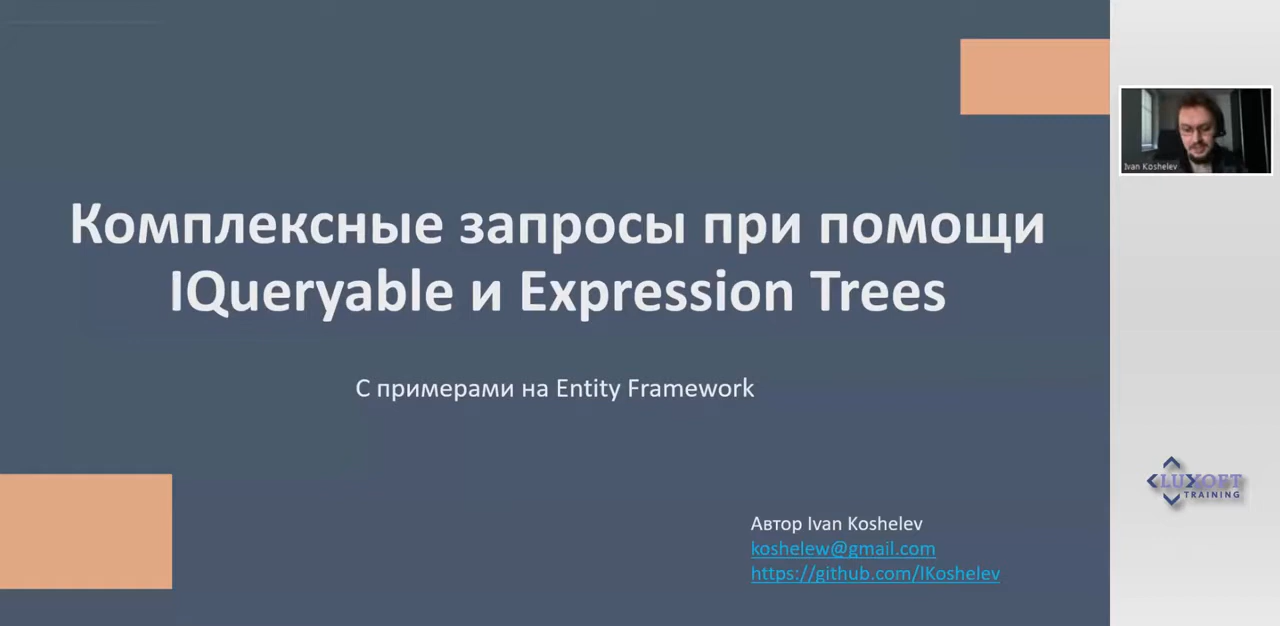 Комплексные запросы при помощи
IQueryable и Expression Trees
С примерами на Entity Framework
Автор Ivan Koshelev
koshelew@gmail.com
https://github.com/IKoshelev
Ivan Koshelev
LUXOFT
TRAINING